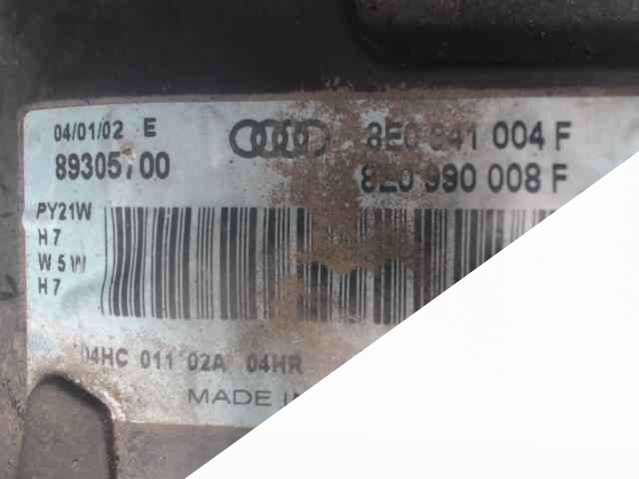 04/01/02 E
89305700
8E0 941 004 F
8E0 990 008 F
PY21W
H7
W5W
H7
04HC 011 02A 04HR
MADE